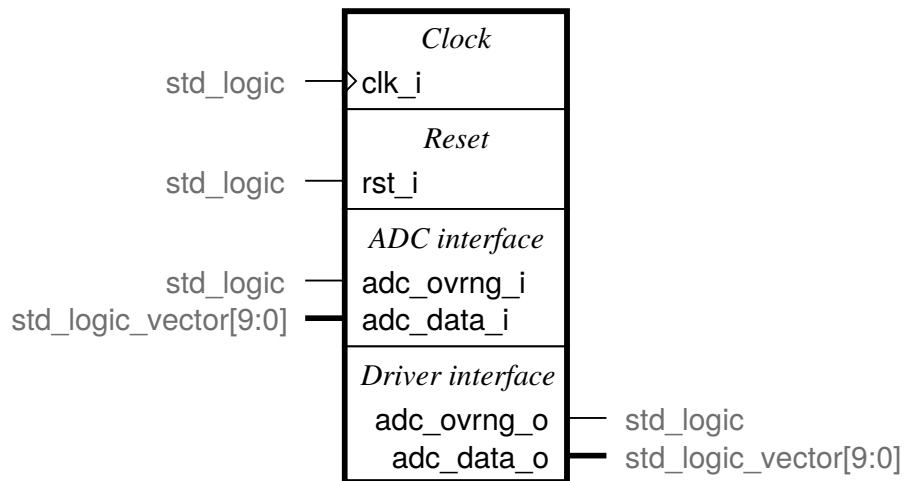 Clock
std_logic clk_i
Reset
std_logic rst_i
ADC interface
std_logic adc_ovrng_i
std_logic_vector[9:0] adc_data_i
Driver interface
adc_ovrng_o std_logic
adc_data_o std_logic_vector[9:0]